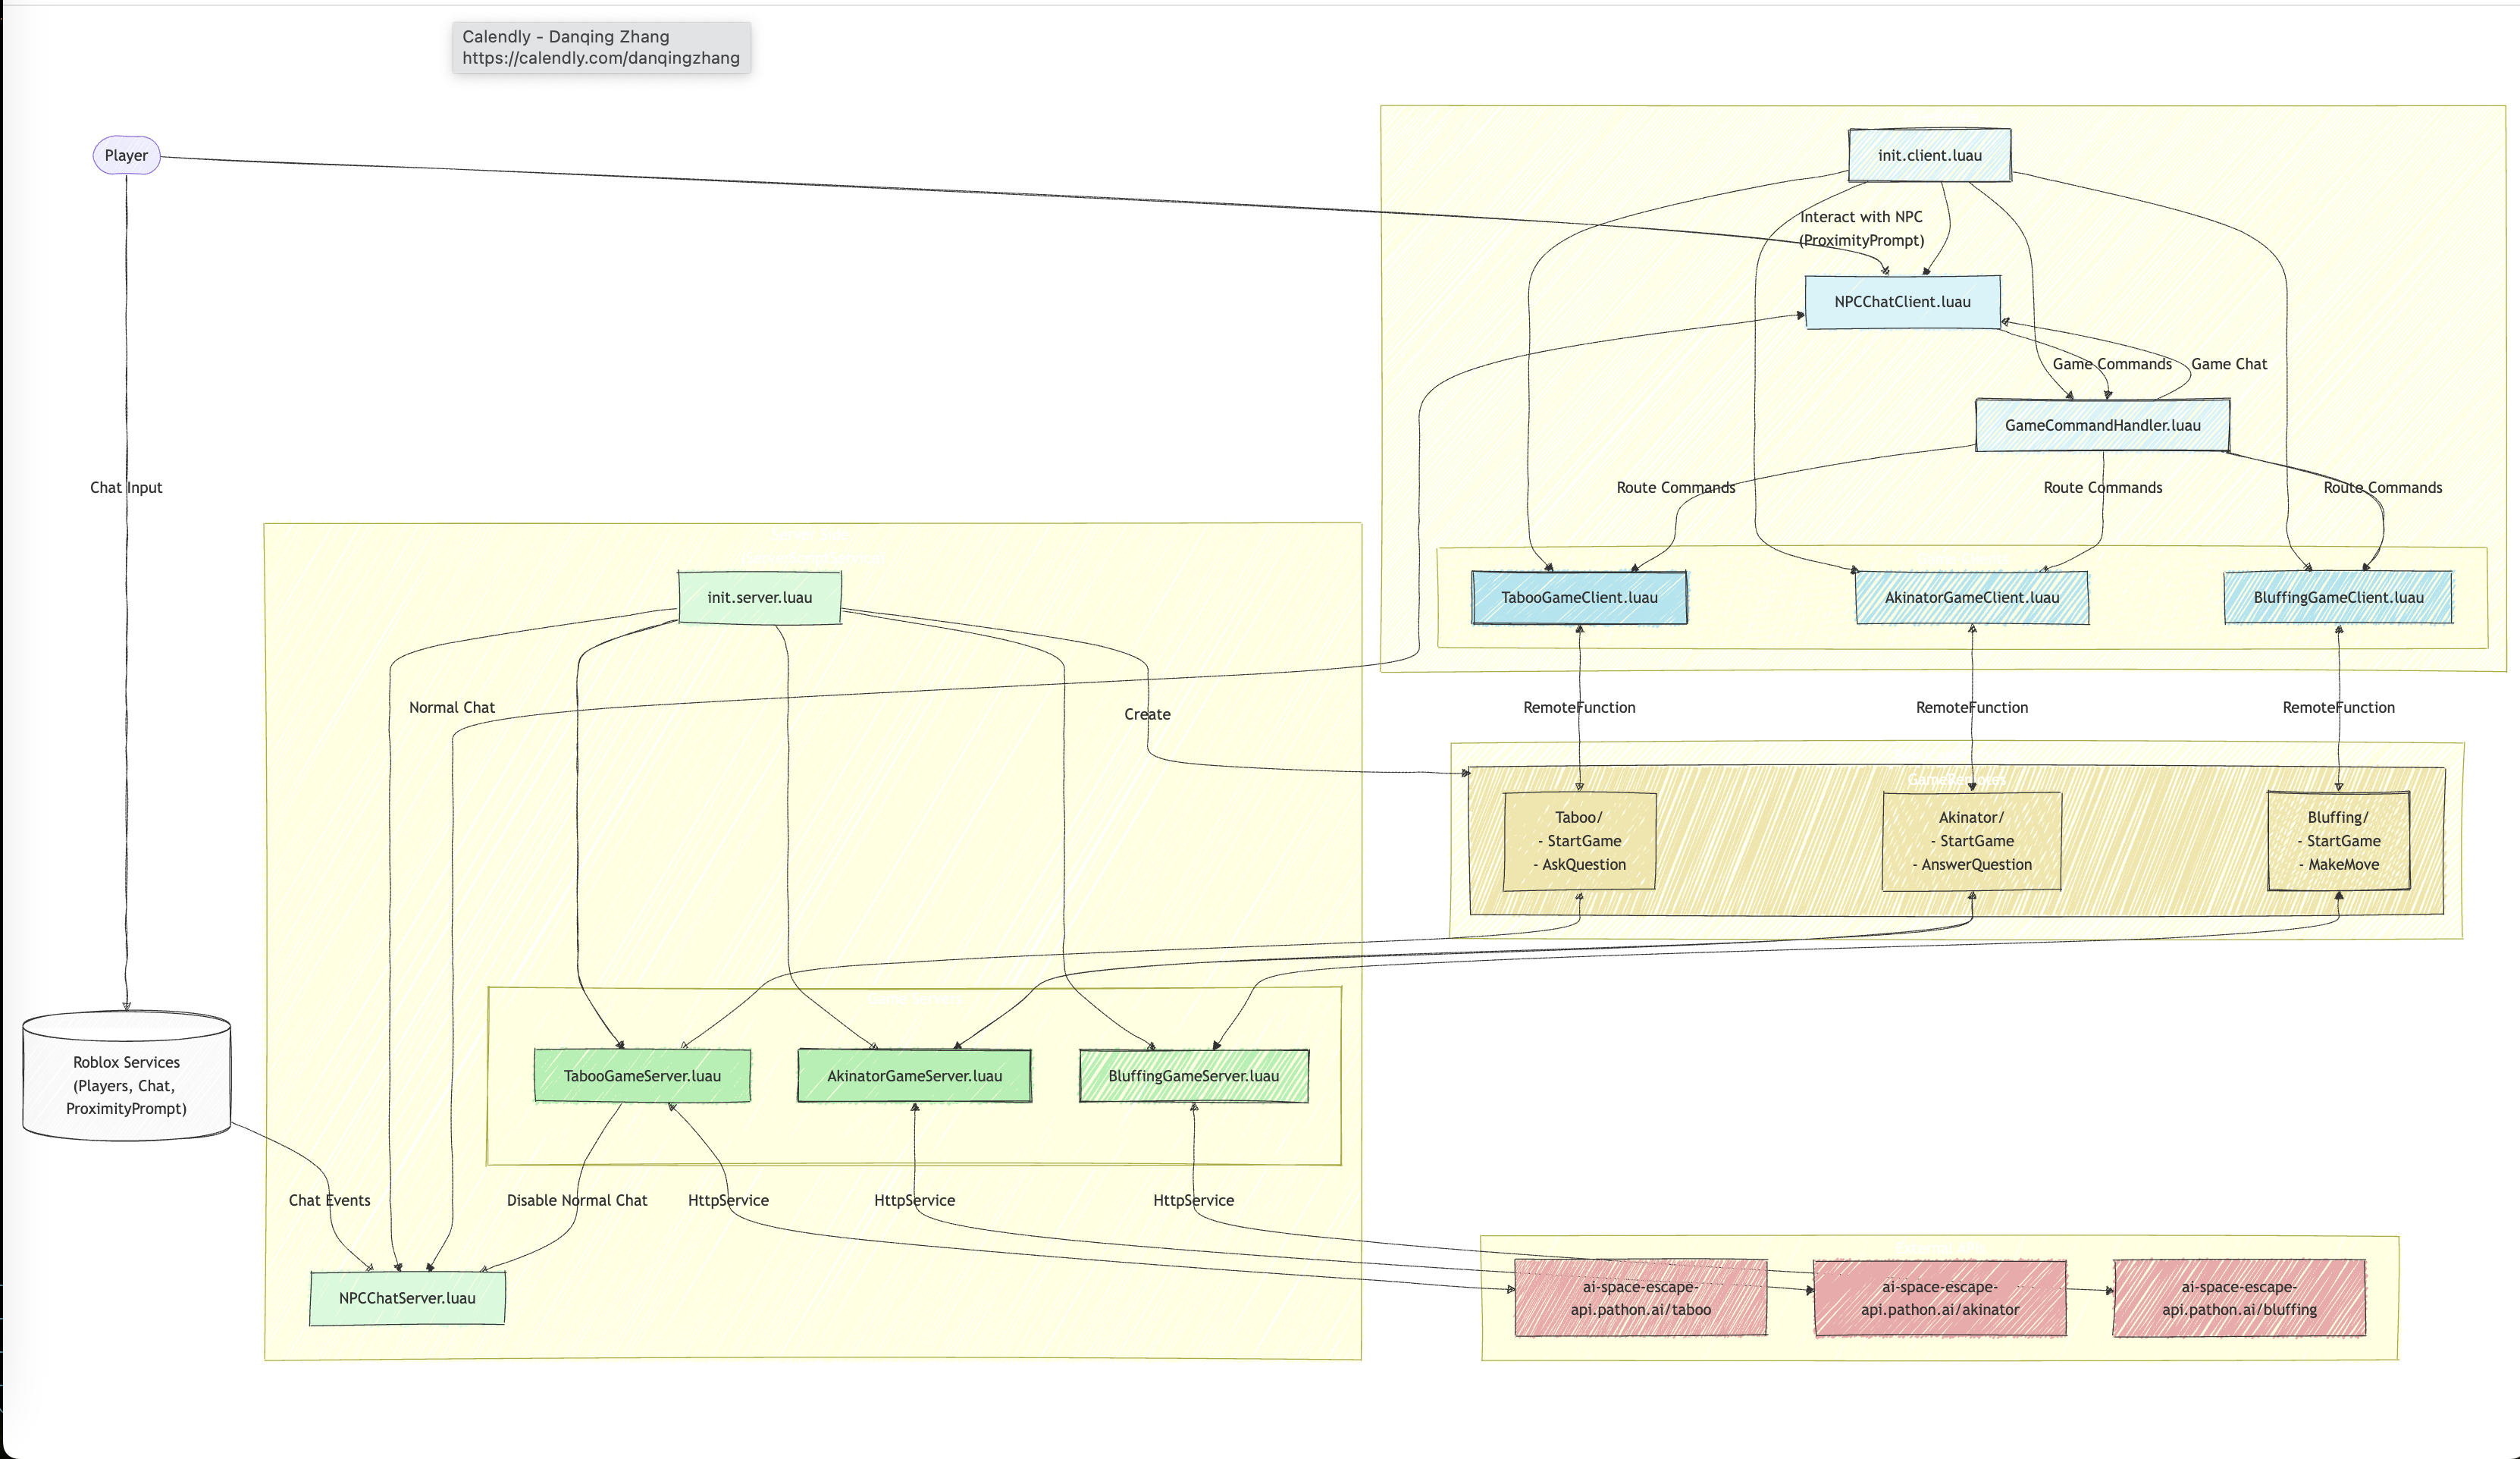 Calendly - Danqing Zhang
https://calendly.com/danqingzhang
Player
init.client.luau
Interact with NPC
(ProximityPrompt)
NPCChatClient.luau
Game Commands
Game Chat
GameCommandHandler.luau
Chat Input
Route Commands
Route Commands
Route Commands
init.server.luau
TabooGameClient.luau
AkinatorGameClient.luau
BluffingGameClient.luau
Normal Chat
Create
RemoteFunction
RemoteFunction
RemoteFunction
GameRemotes
Taboo/
- StartGame
- AskQuestion
Akinator/
- StartGame
- AnswerQuestion
Bluffing/
- StartGame
- MakeMove
Roblox Services
(Players, Chat,
ProximityPrompt)
TabooGameServer.luau
AkinatorGameServer.luau
BluffingGameServer.luau
Chat Events
Disable Normal Chat
HttpService
HttpService
HttpService
NPCChatServer.luau
ai-space-escape-
api.pathon.ai/taboo
ai-space-escape-
api.pathon.ai/akinator
ai-space-escape-
api.pathon.ai/bluffing